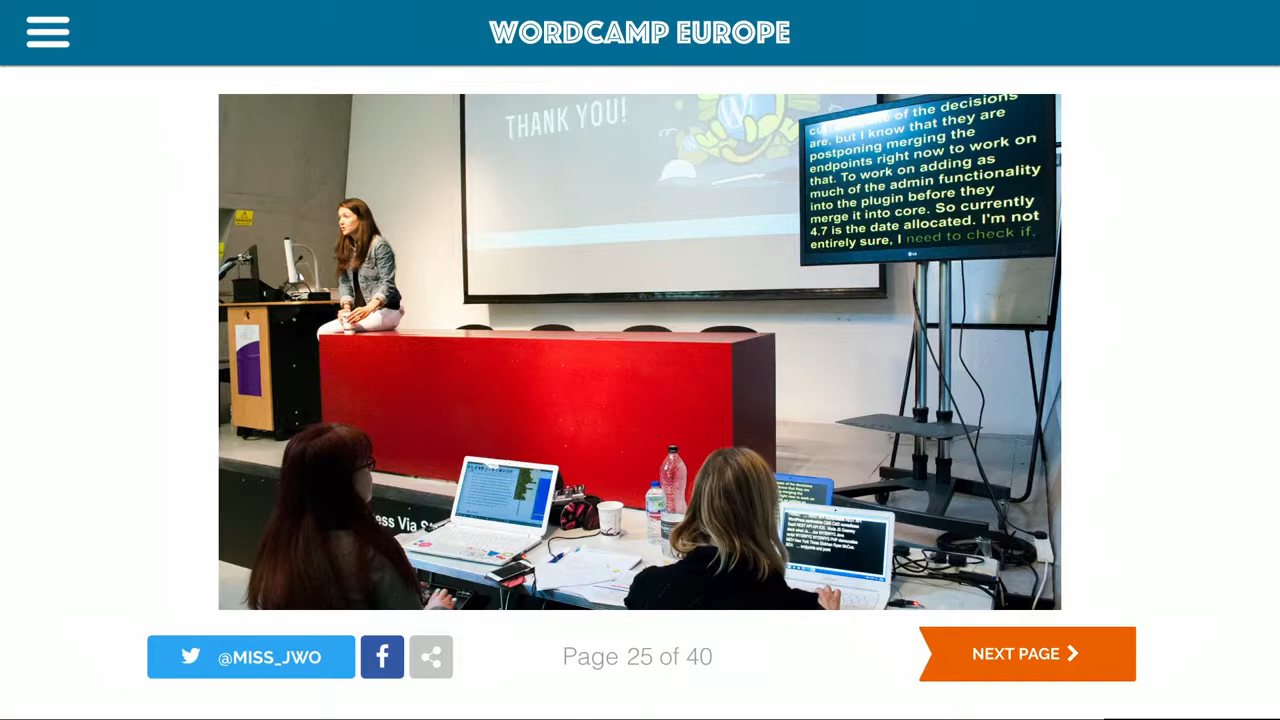 WORDCAMP EUROPE
THANK YOU!
of the decisions
are, but I know that they are
postponing merging the
endpoints right now to work on
that. To work on adding as
much of the admin functionality
into the plugin before they
merge it into core. So currently
4.7 is the date allocated. I'm not
entirely sure, I need to check if.
ess Via
@MISS_JWO
Page 25 of 40
NEXT PAGE